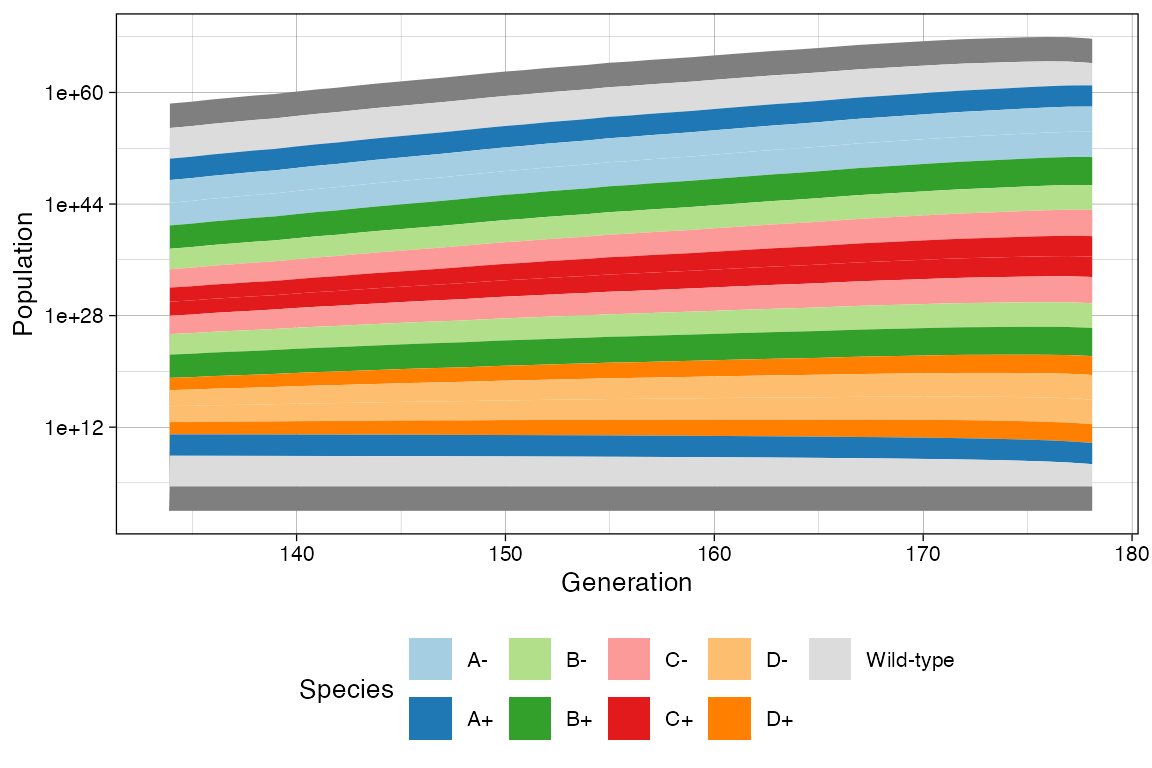 Population
1e+60
1e+44
1e+28
1e+12
140 150 160 170 180
Generation
Species
A- B- C- D- Wild-type
A+ B+ C+ D+